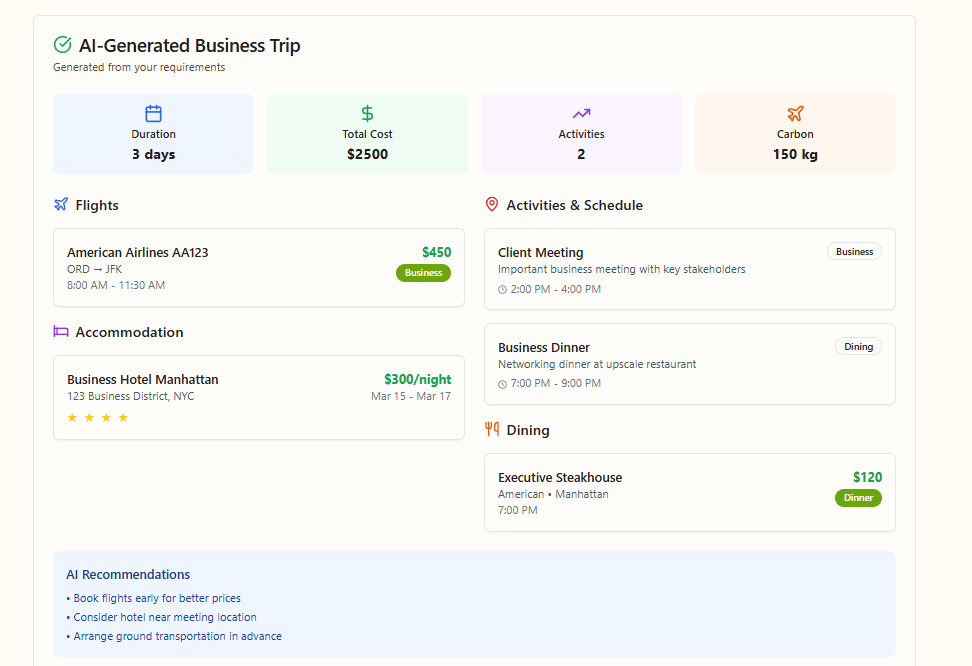 AI-Generated Business Trip
Generated from your requirements
Duration
3 days
Total Cost
$2500
Activities
2
Carbon
150 kg
Flights
American Airlines AA123
$450
ORD → JFK
Business
8:00 AM - 11:30 AM
Accommodation
Business Hotel Manhattan
$300/night
123 Business District, NYC
Mar 15 - Mar 17
Activities & Schedule
Client Meeting
Business
Important business meeting with key stakeholders
2:00 PM - 4:00 PM
Business Dinner
Dining
Networking dinner at upscale restaurant
7:00 PM - 9:00 PM
Dining
Executive Steakhouse
$120
American • Manhattan
Dinner
7:00 PM
AI Recommendations
• Book flights early for better prices
• Consider hotel near meeting location
• Arrange ground transportation in advance